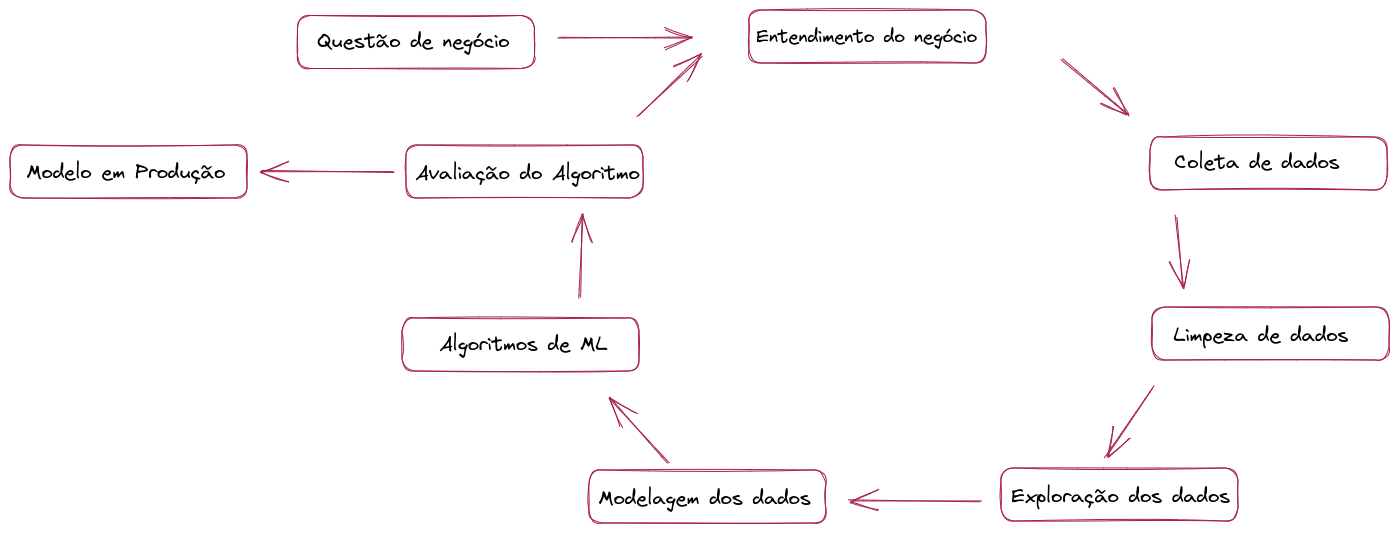 Questão de negócio
Entendimento do negócio
Modelo em Produção
Avaliação do Algoritmo
Coleta de dados
Algoritmos de ML
Limpeza de dados
Modelagem dos dados
Exploração dos dados